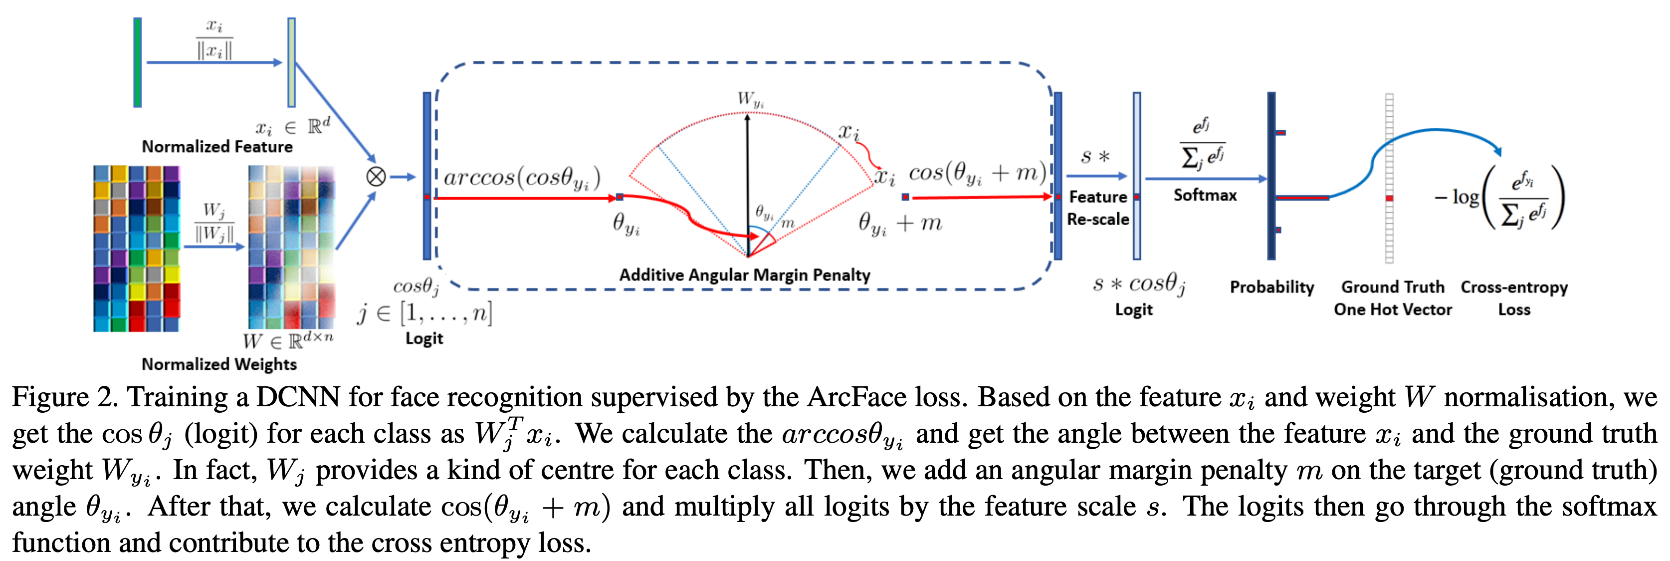 x_i / ||x_i||
x_i ∈ ℝ^d
Normalized Feature
W_j / ||W_j||
W ∈ ℝ^{d×n}
Normalized Weights
⊗
cosθ_j
j ∈ [1, . . . , n]
Logit
arccos(cosθ_{y_i})
θ_{y_i}
W_{y_i}
x_i
x_i
θ_{y_i}
m
Additive Angular Margin Penalty
cos(θ_{y_i} + m)
θ_{y_i} + m
s *
Feature
Re-scale
s * cosθ_j
Logit
e^{f_j} / Σ_j e^{f_j}
Softmax
Probability
Ground Truth
One Hot Vector
− log( e^{f_{y_i}} / Σ_j e^{f_j} )
Cross-entropy
Loss
Figure 2. Training a DCNN for face recognition supervised by the ArcFace loss. Based on the feature x_i and weight W normalisation, we
get the cos θ_j (logit) for each class as W_j^T x_i. We calculate the arccosθ_{y_i} and get the angle between the feature x_i and the ground truth
weight W_{y_i}. In fact, W_j provides a kind of centre for each class. Then, we add an angular margin penalty m on the target (ground truth)
angle θ_{y_i}. After that, we calculate cos(θ_{y_i} + m) and multiply all logits by the feature scale s. The logits then go through the softmax
function and contribute to the cross entropy loss.